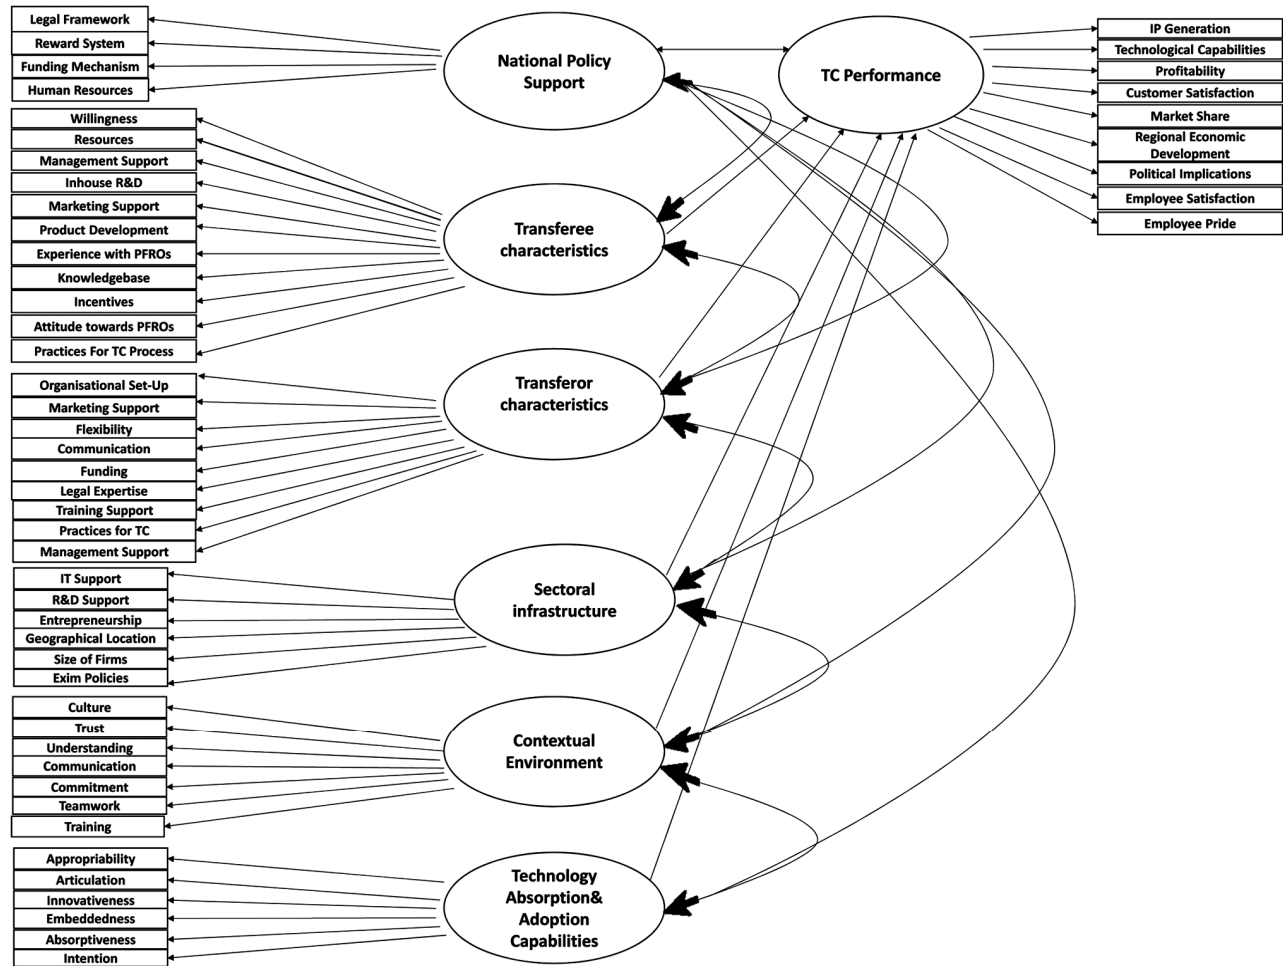 Legal Framework
Reward System
Funding Mechanism
Human Resources
Willingness
Resources
Management Support
Inhouse R&D
Marketing Support
Product Development
Experience with PFROs
Knowledgebase
Incentives
Attitude towards PFROs
Practices For TC Process
Organisational Set-Up
Marketing Support
Flexibility
Communication
Funding
Legal Expertise
Training Support
Practices for TC
Management Support
IT Support
R&D Support
Entrepreneurship
Geographical Location
Size of Firms
Exim Policies
Culture
Trust
Understanding
Communication
Commitment
Teamwork
Training
Appropriability
Articulation
Innovativeness
Embeddedness
Absorptiveness
Intention
National Policy
Support
Transferee
characteristics
Transferor
characteristics
Sectoral
infrastructure
Contextual
Environment
Technology
Absorption&
Adoption
Capabilities
TC Performance
IP Generation
Technological Capabilities
Profitability
Customer Satisfaction
Market Share
Regional Economic
Development
Political Implications
Employee Satisfaction
Employee Pride